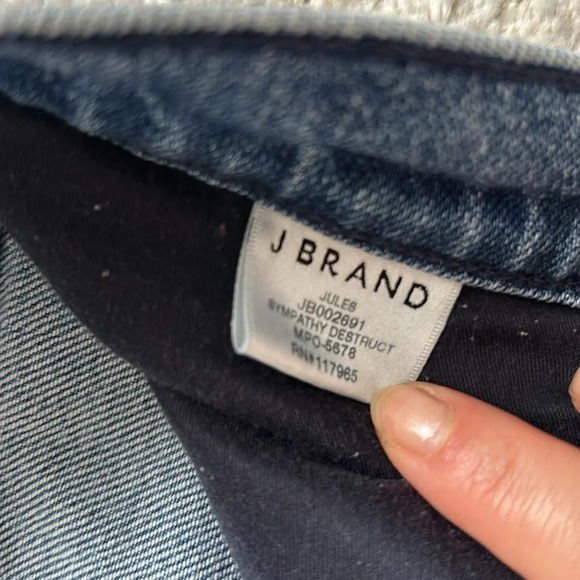 J BRAND
JULES
JB002691
SYMPATHY DESTRUCT
MPO-5678
RN# 117965